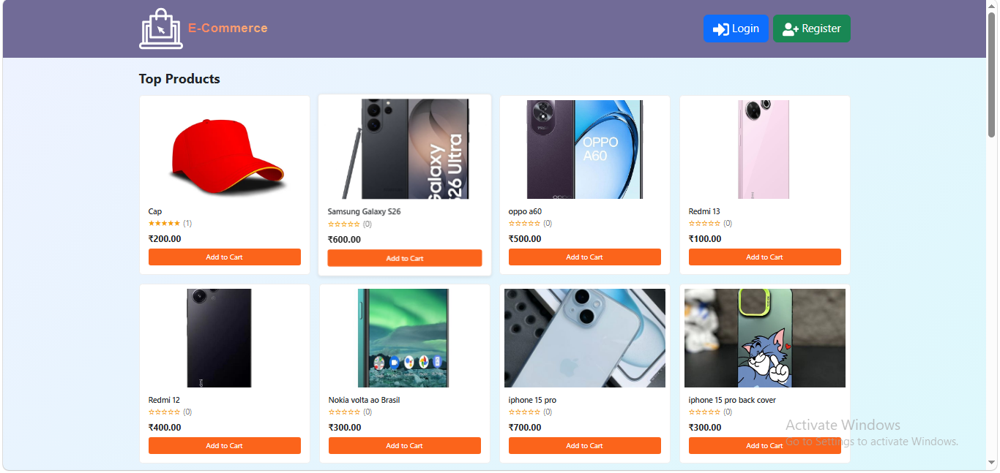 E-Commerce
Login
Register
Top Products
Galaxy
S26 Ultra
OPPO
A60
Cap
★★★★★ (1)
₹200.00
Add to Cart
Samsung Galaxy S26
☆☆☆☆☆ (0)
₹600.00
Add to Cart
oppo a60
☆☆☆☆☆ (0)
₹500.00
Add to Cart
Redmi 13
☆☆☆☆☆ (0)
₹100.00
Add to Cart
Redmi 12
☆☆☆☆☆ (0)
₹400.00
Add to Cart
Nokia volta ao Brasil
☆☆☆☆☆ (0)
₹300.00
Add to Cart
iphone 15 pro
☆☆☆☆☆ (0)
₹700.00
Add to Cart
iphone 15 pro back cover
☆☆☆☆☆ (0)
₹300.00
Add to Cart
Activate Windows
Go to Settings to activate Windows.